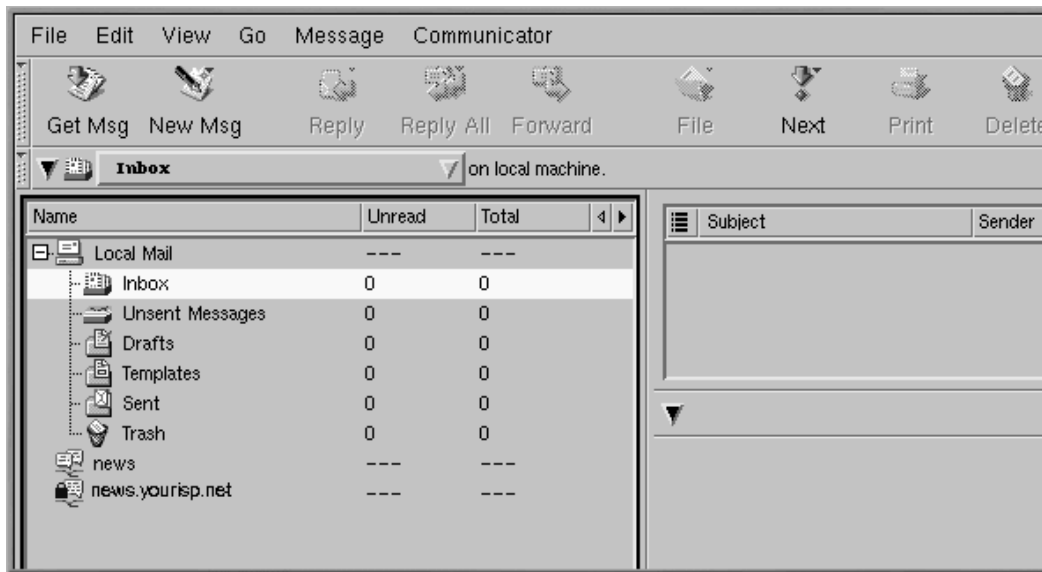 File Edit View Go Message Communicator
Get Msg New Msg Reply Reply All Forward File Next Print Delete
Inbox on local machine.
Name Unread Total Subject Sender
Local Mail --- ---
Inbox 0 0
Unsent Messages 0 0
Drafts 0 0
Templates 0 0
Sent 0 0
Trash 0 0
news --- ---
news.yourisp.net --- ---